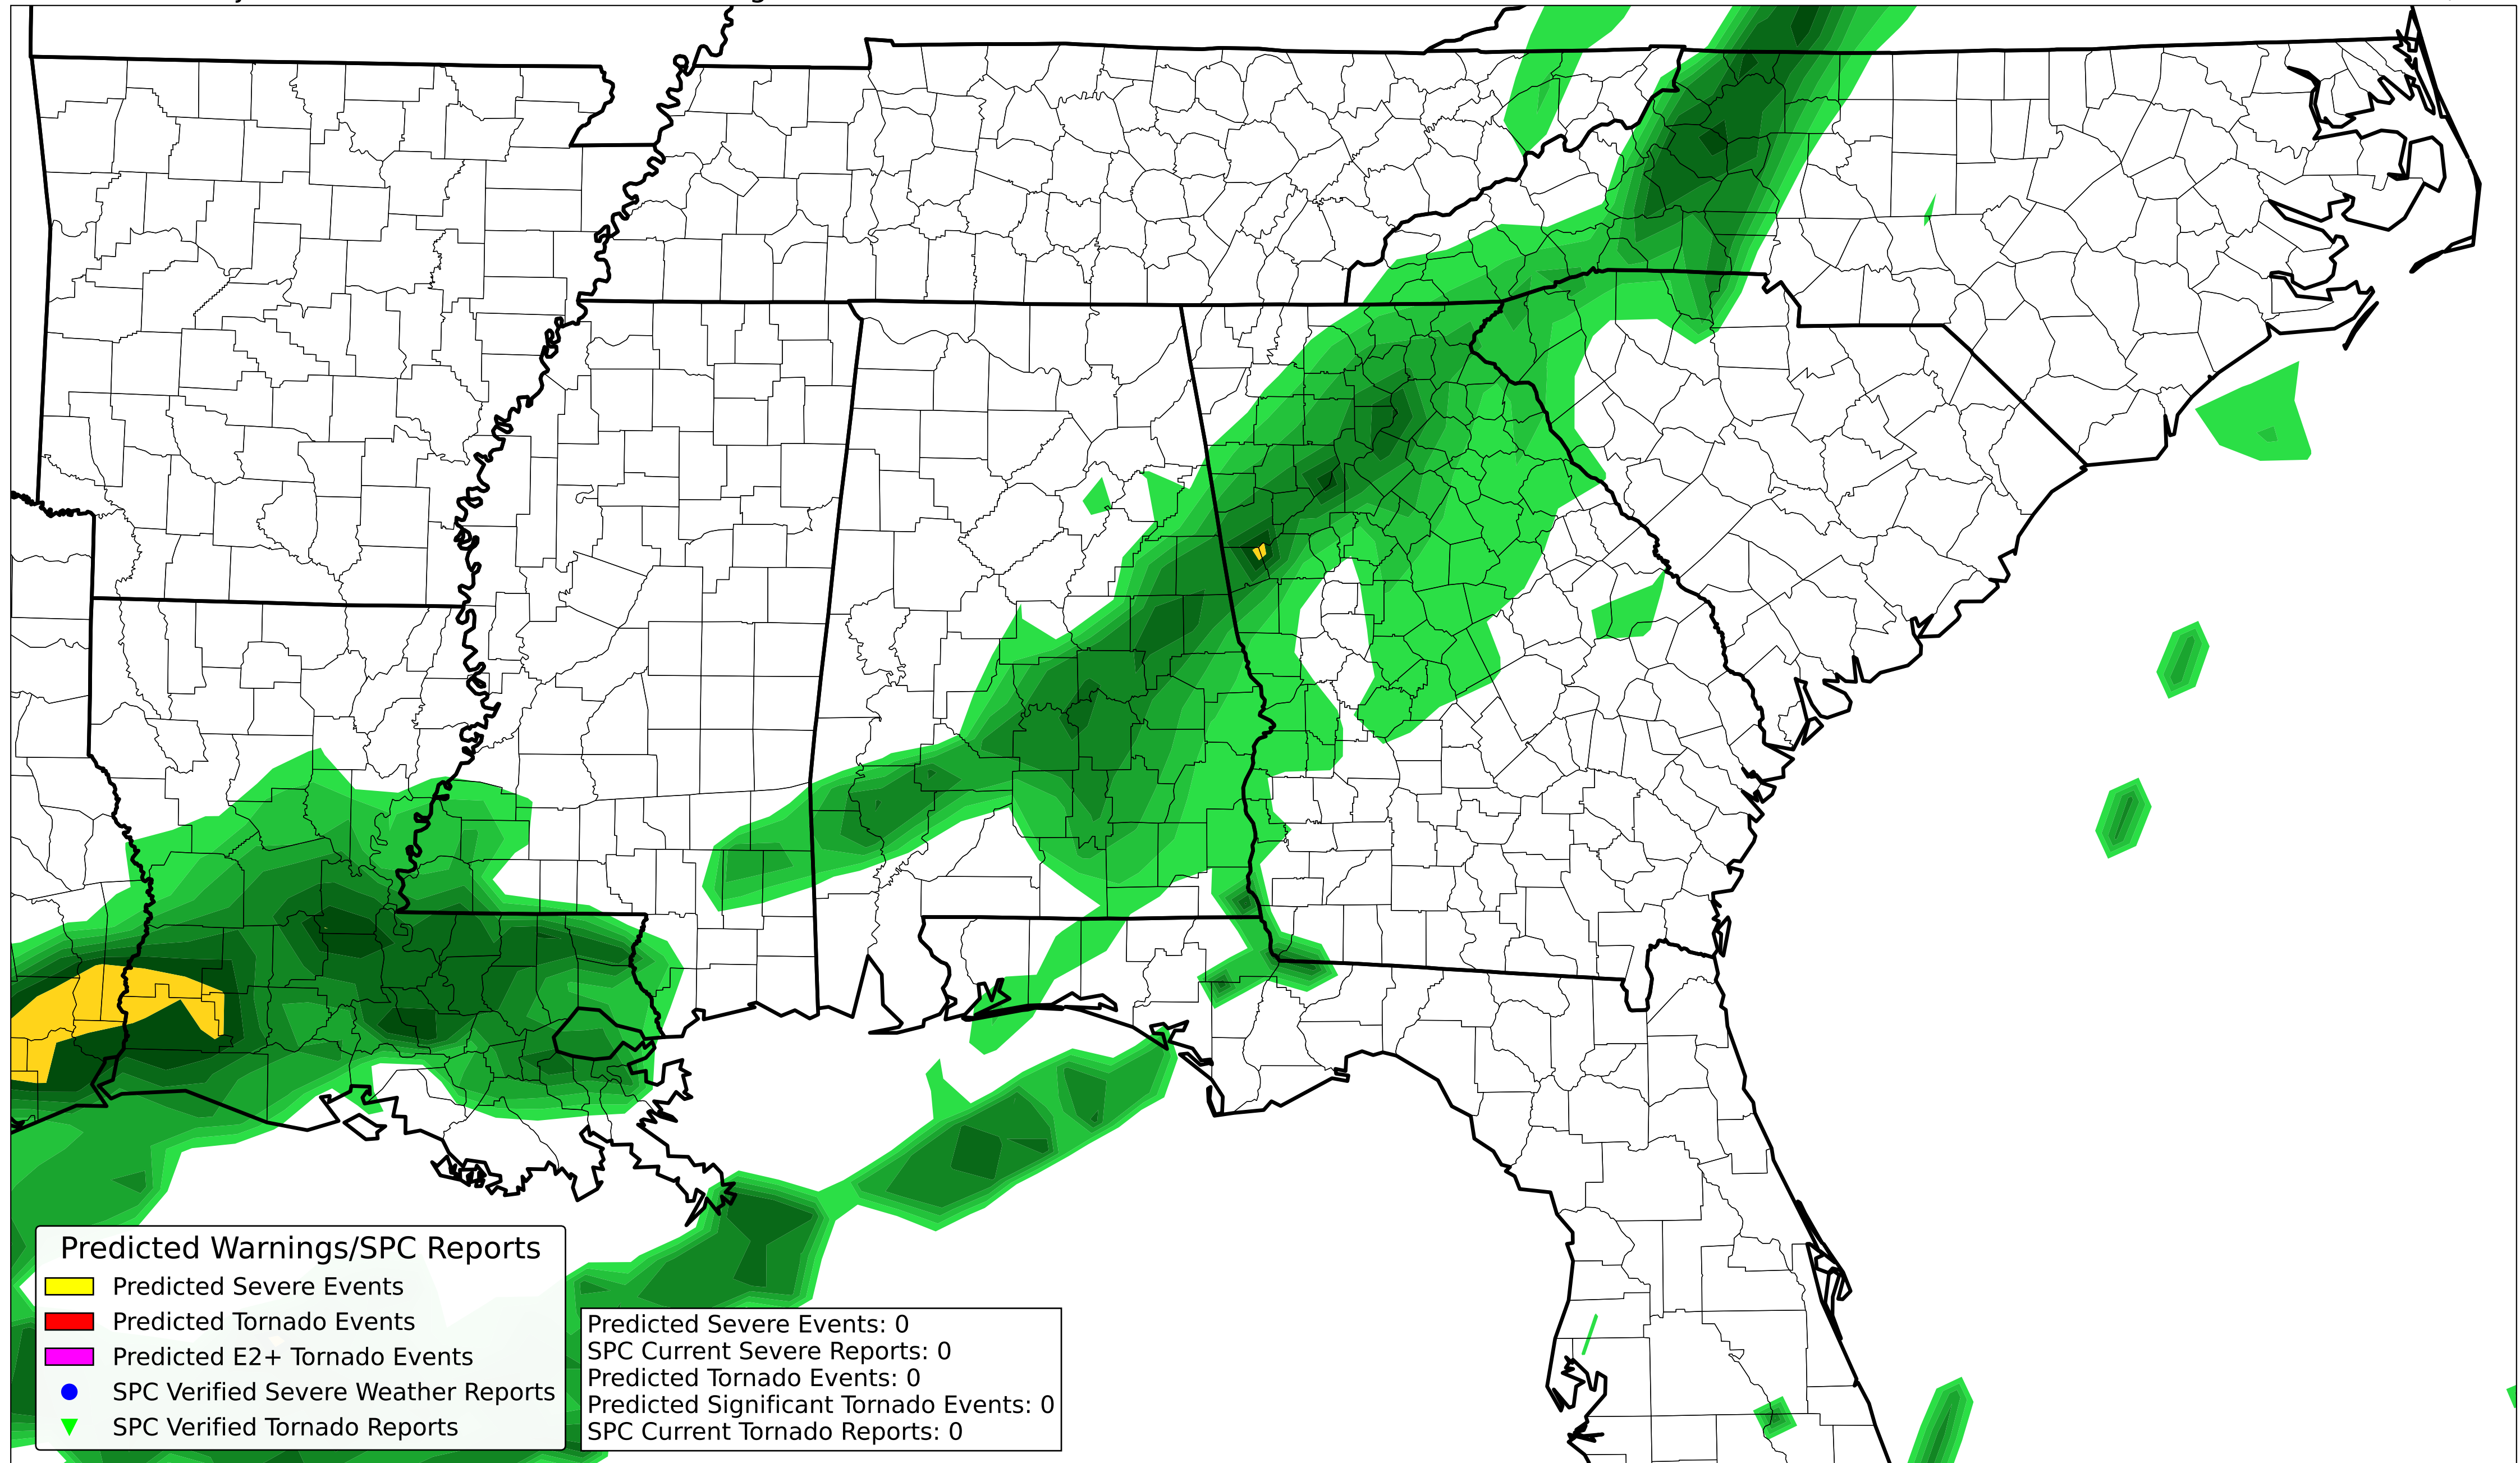 Predicted Warnings/SPC Reports
Predicted Severe Events
Predicted Tornado Events
Predicted E2+ Tornado Events
SPC Verified Severe Weather Reports
SPC Verified Tornado Reports
Predicted Severe Events: 0
SPC Current Severe Reports: 0
Predicted Tornado Events: 0
Predicted Significant Tornado Events: 0
SPC Current Tornado Reports: 0